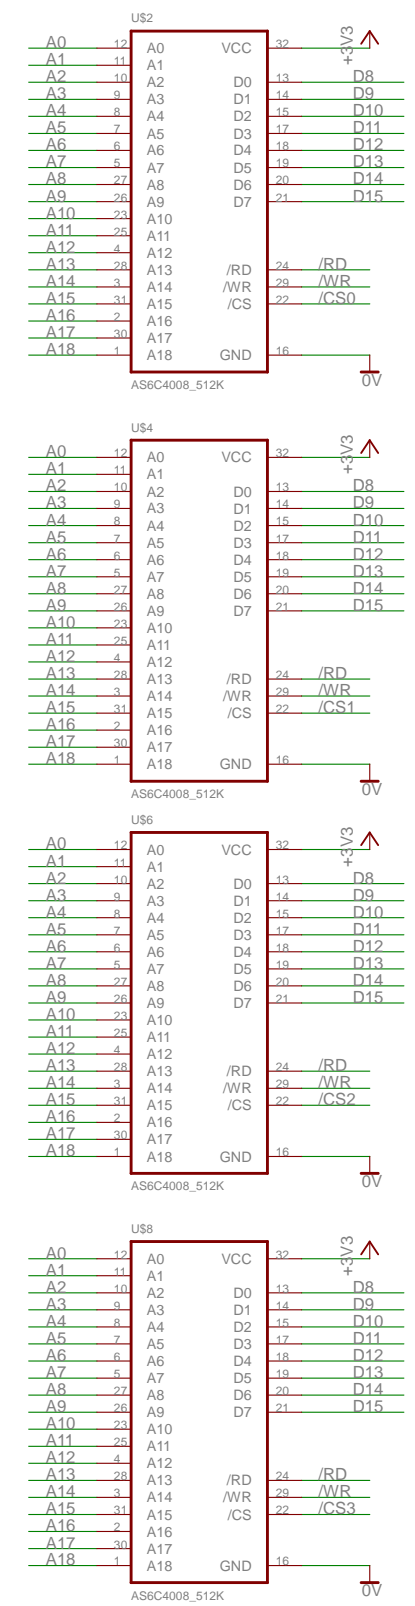 U$2
A0 12 A0 VCC 32 +3V3
A1 11 A1
A2 10 A2 D0 13 D8
A3 9 A3 D1 14 D9
A4 8 A4 D2 15 D10
A5 7 A5 D3 17 D11
A6 6 A6 D4 18 D12
A7 5 A7 D5 19 D13
A8 27 A8 D6 20 D14
A9 26 A9 D7 21 D15
A10 23 A10
A11 25 A11
A12 4 A12
A13 28 A13 /RD 24 /RD
A14 3 A14 /WR 29 /WR
A15 31 A15 /CS 22 /CS0
A16 2 A16
A17 30 A17
A18 1 A18 GND 16
0V
AS6C4008_512K
U$4
A0 12 A0 VCC 32 +3V3
A1 11 A1
A2 10 A2 D0 13 D8
A3 9 A3 D1 14 D9
A4 8 A4 D2 15 D10
A5 7 A5 D3 17 D11
A6 6 A6 D4 18 D12
A7 5 A7 D5 19 D13
A8 27 A8 D6 20 D14
A9 26 A9 D7 21 D15
A10 23 A10
A11 25 A11
A12 4 A12
A13 28 A13 /RD 24 /RD
A14 3 A14 /WR 29 /WR
A15 31 A15 /CS 22 /CS1
A16 2 A16
A17 30 A17
A18 1 A18 GND 16
0V
AS6C4008_512K
U$6
A0 12 A0 VCC 32 +3V3
A1 11 A1
A2 10 A2 D0 13 D8
A3 9 A3 D1 14 D9
A4 8 A4 D2 15 D10
A5 7 A5 D3 17 D11
A6 6 A6 D4 18 D12
A7 5 A7 D5 19 D13
A8 27 A8 D6 20 D14
A9 26 A9 D7 21 D15
A10 23 A10
A11 25 A11
A12 4 A12
A13 28 A13 /RD 24 /RD
A14 3 A14 /WR 29 /WR
A15 31 A15 /CS 22 /CS2
A16 2 A16
A17 30 A17
A18 1 A18 GND 16
0V
AS6C4008_512K
U$8
A0 12 A0 VCC 32 +3V3
A1 11 A1
A2 10 A2 D0 13 D8
A3 9 A3 D1 14 D9
A4 8 A4 D2 15 D10
A5 7 A5 D3 17 D11
A6 6 A6 D4 18 D12
A7 5 A7 D5 19 D13
A8 27 A8 D6 20 D14
A9 26 A9 D7 21 D15
A10 23 A10
A11 25 A11
A12 4 A12
A13 28 A13 /RD 24 /RD
A14 3 A14 /WR 29 /WR
A15 31 A15 /CS 22 /CS3
A16 2 A16
A17 30 A17
A18 1 A18 GND 16
0V
AS6C4008_512K